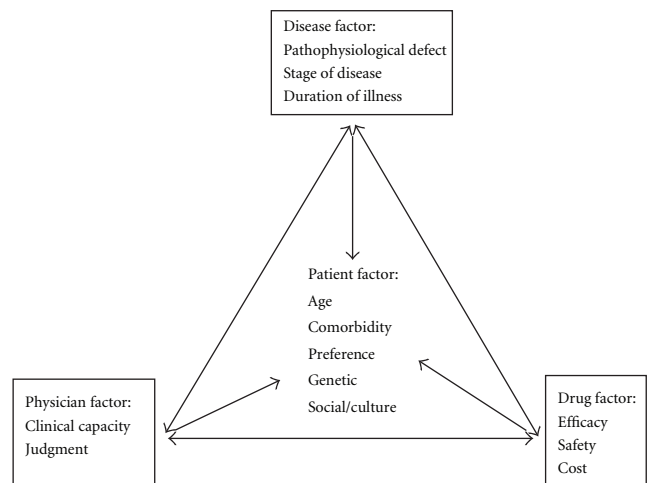 Disease factor:
Pathophysiological defect
Stage of disease
Duration of illness
Patient factor:
Age
Comorbidity
Preference
Genetic
Social/culture
Physician factor:
Clinical capacity
Judgment
Drug factor:
Efficacy
Safety
Cost